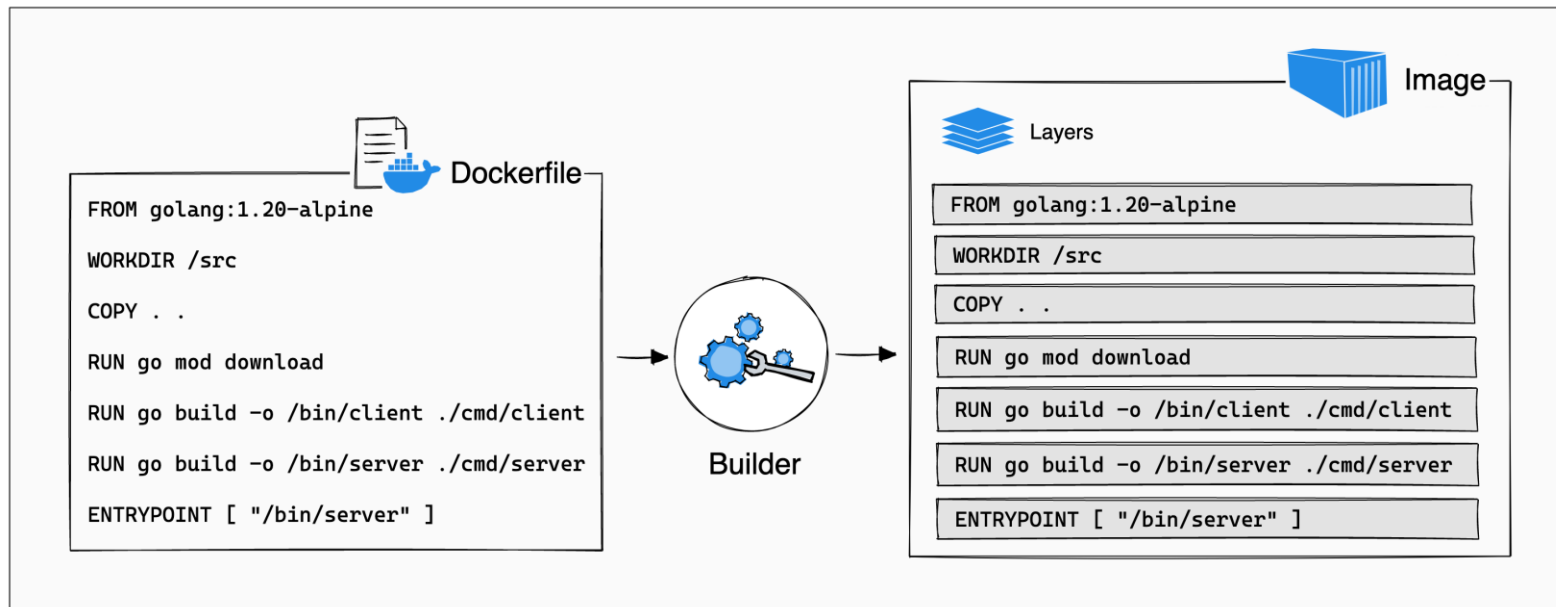 Dockerfile
FROM golang:1.20-alpine
WORKDIR /src
COPY . .
RUN go mod download
RUN go build -o /bin/client ./cmd/client
RUN go build -o /bin/server ./cmd/server
ENTRYPOINT [ "/bin/server" ]
Builder
Image
Layers
FROM golang:1.20-alpine
WORKDIR /src
COPY . .
RUN go mod download
RUN go build -o /bin/client ./cmd/client
RUN go build -o /bin/server ./cmd/server
ENTRYPOINT [ "/bin/server" ]